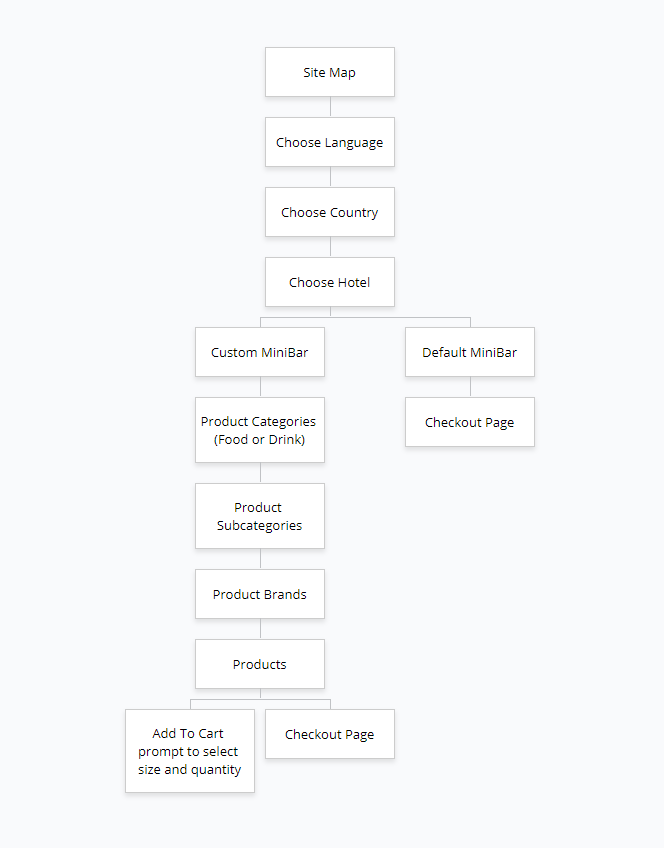 Site Map
Choose Language
Choose Country
Choose Hotel
Custom MiniBar
Default MiniBar
Product Categories
(Food or Drink)
Checkout Page
Product
Subcategories
Product Brands
Products
Add To Cart
prompt to select
size and quantity
Checkout Page